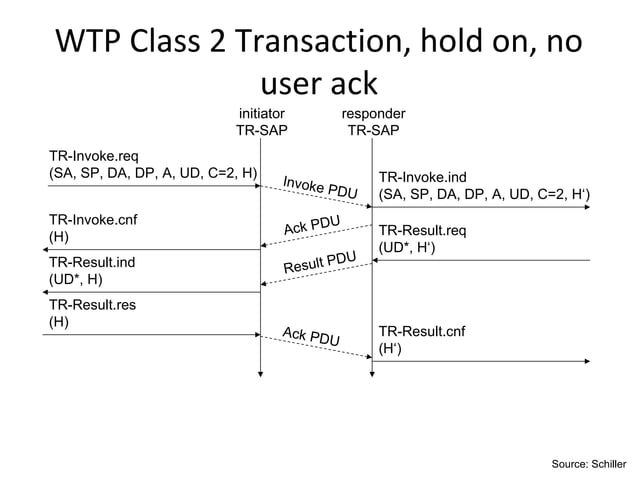 WTP Class 2 Transaction, hold on, no
user ack
initiator
TR-SAP
responder
TR-SAP
TR-Invoke.req
(SA, SP, DA, DP, A, UD, C=2, H)
Invoke PDU
TR-Invoke.ind
(SA, SP, DA, DP, A, UD, C=2, H‘)
TR-Invoke.cnf
(H)
Ack PDU
TR-Result.req
(UD*, H‘)
TR-Result.ind
(UD*, H)
Result PDU
TR-Result.res
(H)
Ack PDU
TR-Result.cnf
(H‘)
Source: Schiller